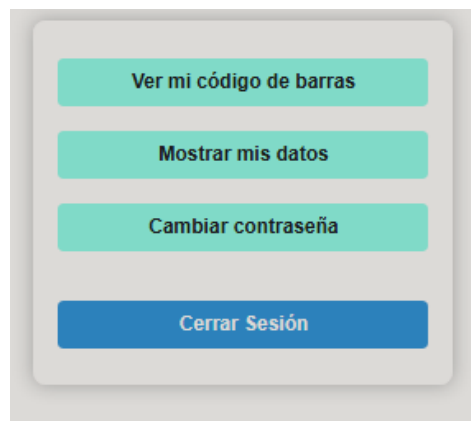 Ver mi código de barras
Mostrar mis datos
Cambiar contraseña
Cerrar Sesión